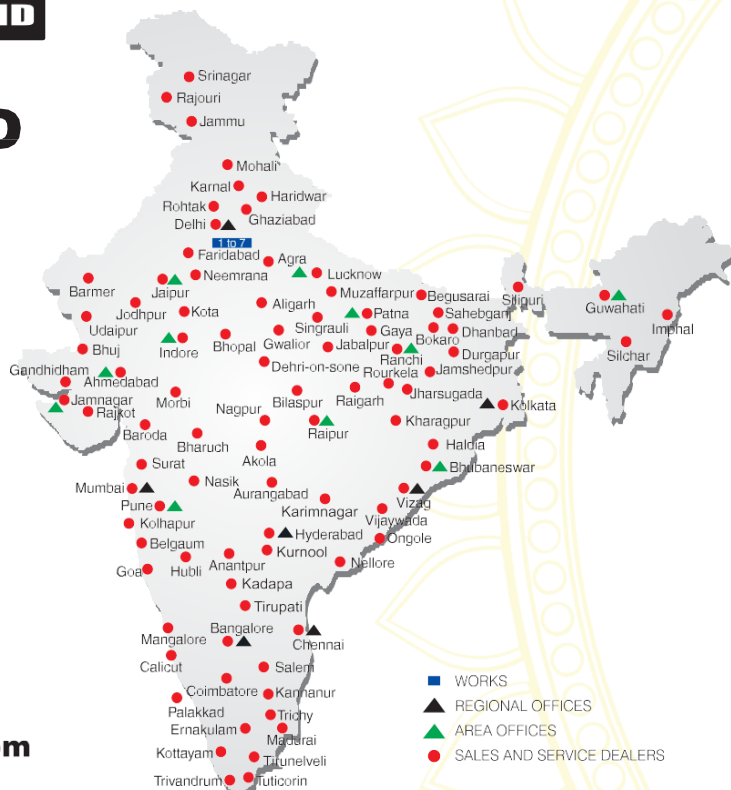 Srinagar
Rajouri
Jammu
Mohali
Karnal
Haridwar
Rohtak
Ghaziabad
Delhi
1 to 7
Faridabad
Agra
Neemrana
Lucknow
Barmer
Jaipur
Muzaffarpur
Begusarai
Siliguri
Guwahati
Jodhpur
Kota
Aligarh
Patna
Sahebganj
Imphal
Udaipur
Singrauli
Gaya
Bokaro
Dhanbad
Bhuj
Indore
Bhopal
Gwalior
Jabalpur
Ranchi
Durgapur
Silchar
Gandhidham
Ahmedabad
Dehri-on-sone
Rourkela
Jamshedpur
Jamnagar
Morbi
Bilaspur
Raigarh
Jharsugada
Kolkata
Rajkot
Nagpur
Raipur
Kharagpur
Baroda
Bharuch
Akola
Haldia
Surat
Bhubaneswar
Mumbai
Nasik
Aurangabad
Vizag
Pune
Karimnagar
Vijaywada
Kolhapur
Hyderabad
Ongole
Belgaum
Kurnool
Goa
Hubli
Anantpur
Nellore
Kadapa
Tirupati
Mangalore
Bangalore
Chennai
Calicut
Salem
Coimbatore
Kannanur
Palakkad
Trichy
Ernakulam
Madurai
Kottayam
Tirunelveli
Trivandrum
Tuticorin
WORKS
REGIONAL OFFICES
AREA OFFICES
SALES AND SERVICE DEALERS